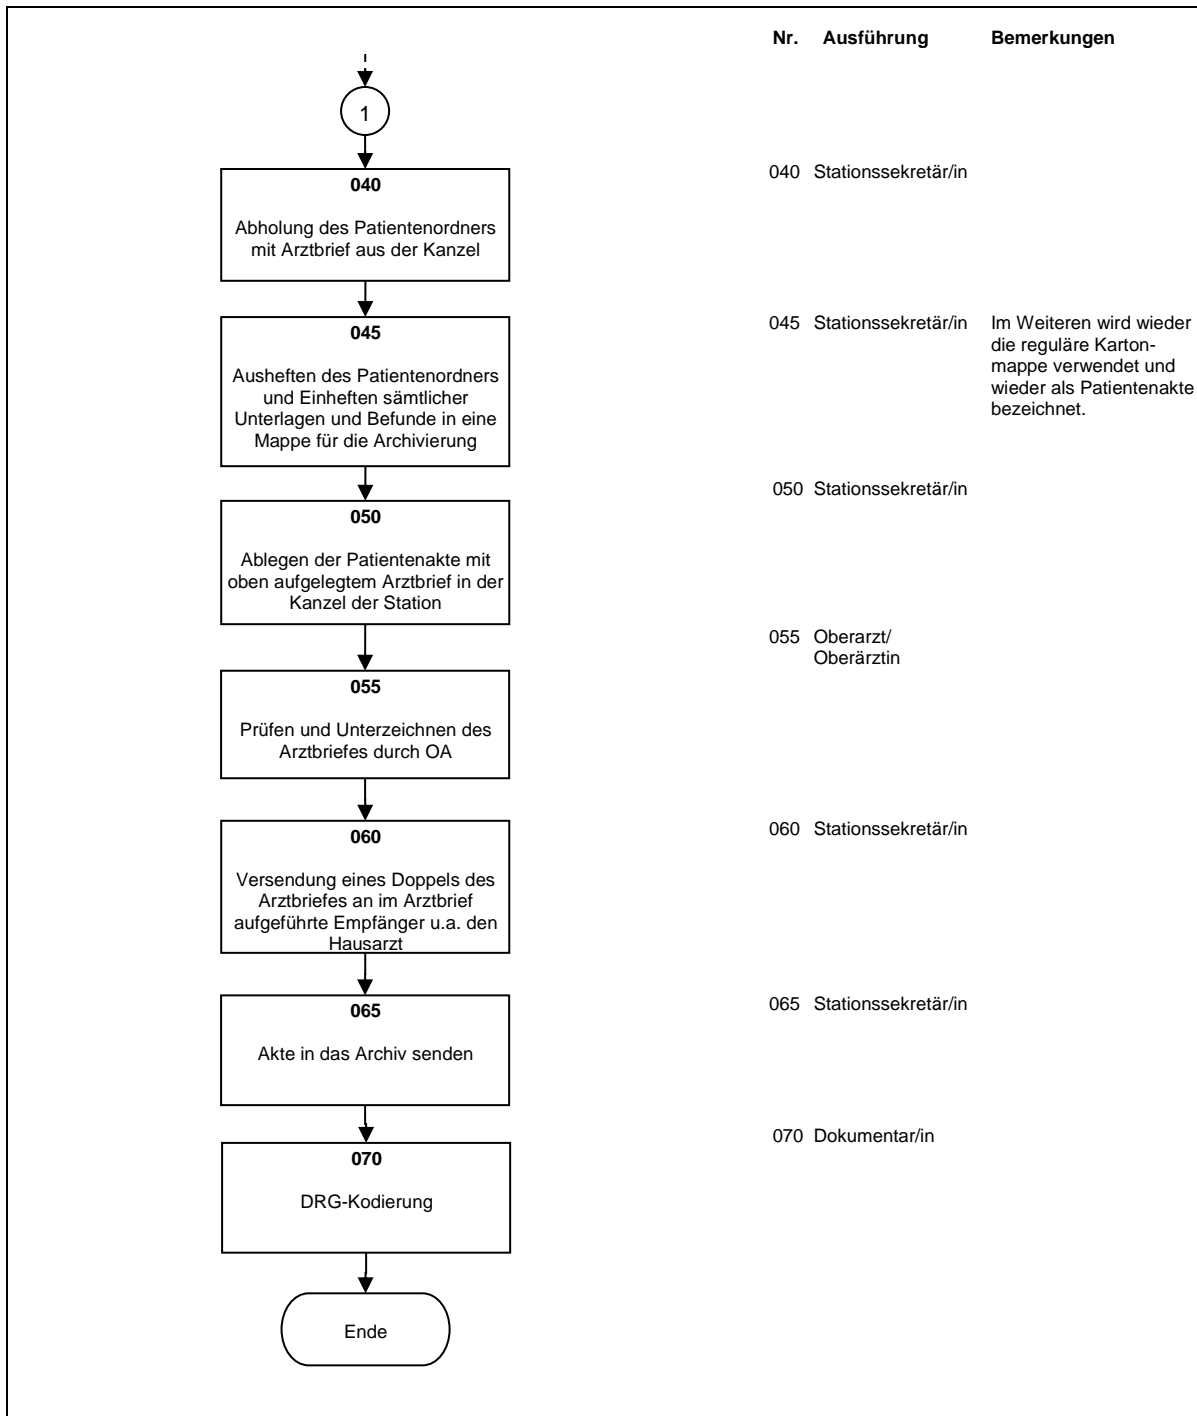 Nr. Ausführung Bemerkungen
1
040
Abholung des Patientenordners
mit Arztbrief aus der Kanzel
040 Stationssekretär/in
045
Ausheften des Patientenordners
und Einheften sämtlicher
Unterlagen und Befunde in eine
Mappe für die Archivierung
045 Stationssekretär/in
Im Weiteren wird wieder
die reguläre Karton-
mappe verwendet und
wieder als Patientenakte
bezeichnet.
050
Ablegen der Patientenakte mit
oben aufgelegtem Arztbrief in der
Kanzel der Station
050 Stationssekretär/in
055
Prüfen und Unterzeichnen des
Arztbriefes durch OA
055 Oberarzt/
Oberärztin
060
Versendung eines Doppels des
Arztbriefes an im Arztbrief
aufgeführte Empfänger u.a. den
Hausarzt
060 Stationssekretär/in
065
Akte in das Archiv senden
065 Stationssekretär/in
070
DRG-Kodierung
070 Dokumentar/in
Ende